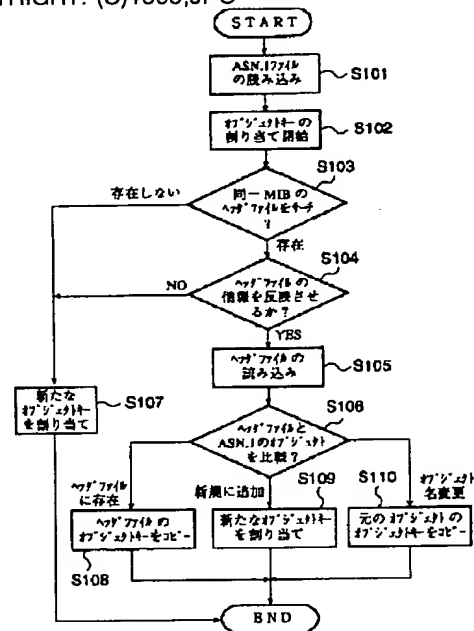 START
ASN.1ファイル
の読み込み
S101
オブジェクトキーの
割り当て開始
S102
S103
存在しない
同一MIBの
ヘッダファイルをサーチ
?
存在
S104
NO
ヘッダファイルの
情報を反映させ
るか?
YES
ヘッダファイルの
読み込み
S105
新たな
オブジェクトキー
を割り当て
S107
S106
ヘッダファイルと
ASN.1のオブジェクト
を比較?
ヘッダファイル
に存在
新規に追加
S109
S110
オブジェクト
名変更
ヘッダファイルの
オブジェクトキーをコピー
新たなオブジェクトキー
を割り当て
元のオブジェクトの
オブジェクトキーをコピー
S108
END